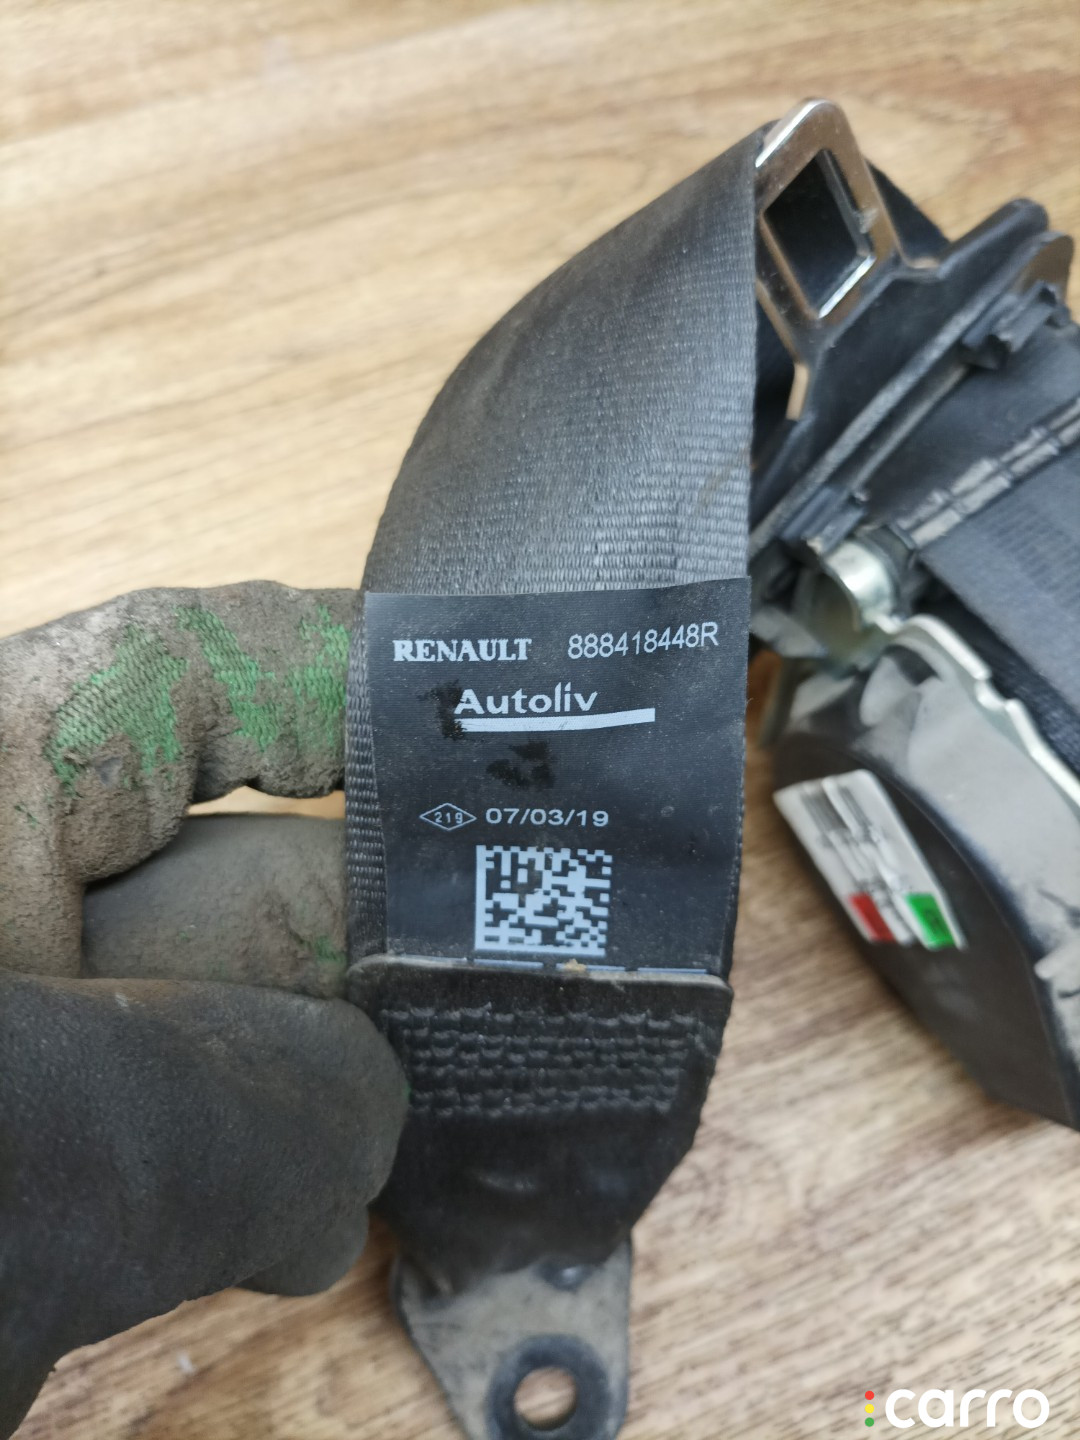 RENAULT 888418448R
Autoliv
219 07/03/19
carro